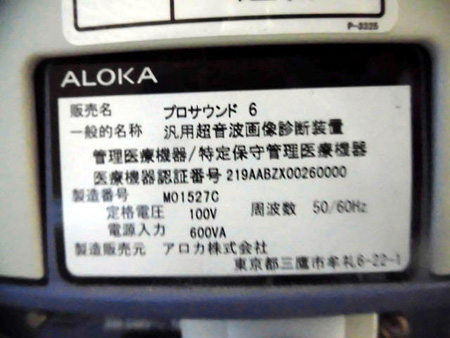 P-3325
ALOKA
販売名 プロサウンド 6
一般的名称 汎用超音波画像診断装置
管理医療機器/特定保守管理医療機器
医療機器認証番号 219AABZX00260000
製造番号 M01527C
定格電圧 100V 周波数 50/60Hz
電源入力 600VA
製造販売元 アロカ株式会社
東京都三鷹市牟礼6-22-1